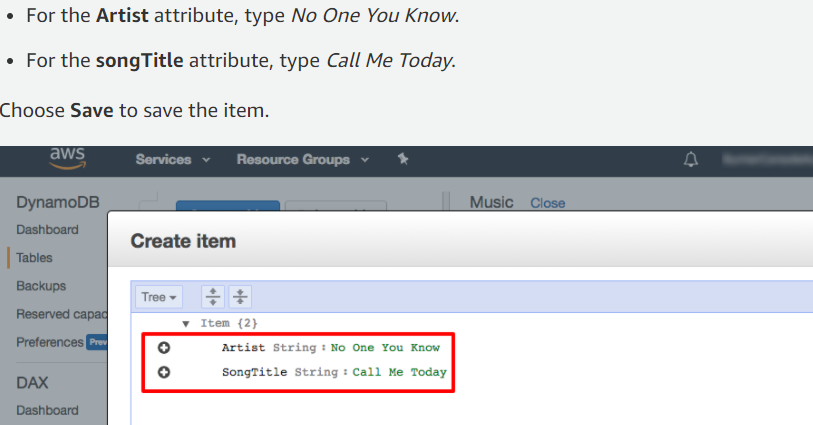 For the Artist attribute, type No One You Know.
For the songTitle attribute, type Call Me Today.
Choose Save to save the item.
aws Services Resource Groups
DynamoDB
Music Close
Dashboard
Create item
Tables
Backups
Tree
Reserved capac
Item {2}
Preferences
Artist String : No One You Know
SongTitle String : Call Me Today
DAX
Dashboard